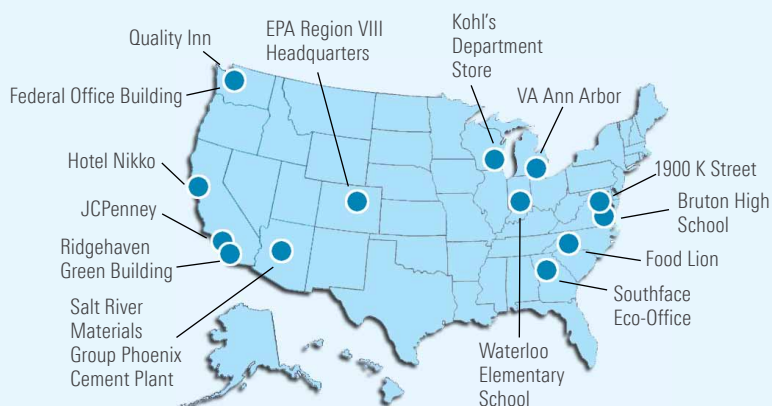 Quality Inn
Federal Office Building
EPA Region VIII
Headquarters
Kohl's
Department
Store
VA Ann Arbor
Hotel Nikko
JCPenney
Ridgehaven
Green Building
Salt River
Materials
Group Phoenix
Cement Plant
1900 K Street
Bruton High
School
Food Lion
Southface
Eco-Office
Waterloo
Elementary
School